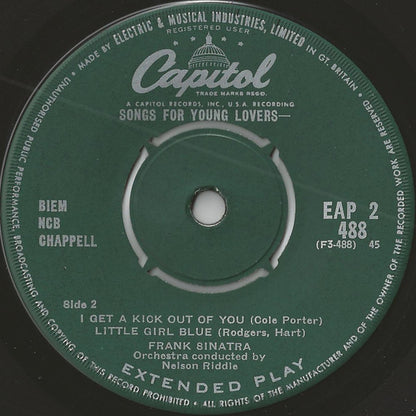 MADE BY ELECTRIC & MUSICAL INDUSTRIES, LIMITED IN GT. BRITAIN •
REGISTERED USER
Capitol
TRADE MARKS REGD.
A CAPITOL RECORDS, INC., U.S.A. RECORDING
SONGS FOR YOUNG LOVERS—
BIEM
NCB
CHAPPELL
EAP 2
488
(F3-488) 45
Side 2
I GET A KICK OUT OF YOU (Cole Porter)
LITTLE GIRL BLUE (Rodgers, Hart)
FRANK SINATRA
Orchestra conducted by
Nelson Riddle
EXTENDED PLAY
ALL RIGHTS OF THE MANUFACTURER AND OF THE OWNER OF THE RECORDED WORK RESERVED •
UNAUTHORISED PUBLIC PERFORMANCE, BROADCASTING AND COPYING OF THIS RECORD PROHIBITED •